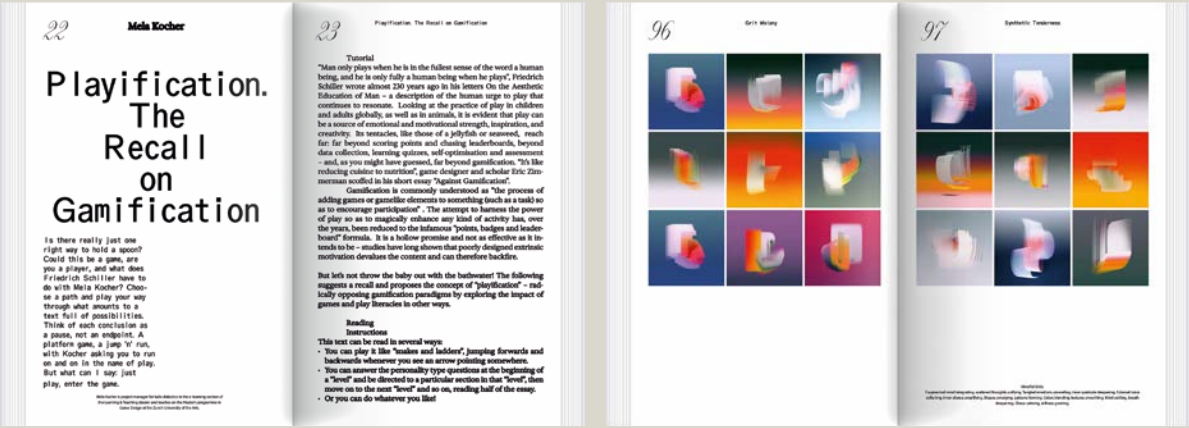 22
Mela Kocher
Playification.
The
Recall
on
Gamification
Is there really just one
right way to hold a spoon?
Could this be a game, are
you a player, and what does
Friedrich Schiller have to
do with Mela Kocher? Choo-
se a path and play your way
through what amounts to a
text full of possibilities.
Think of each conclusion as
a pause, not an endpoint. A
platform game, a jump 'n' run,
with Kocher asking you to run
on and on in the name of play.
But what can I say: just
play, enter the game.
23
Playification. The Recall on Gamification
Tutorial
"Man only plays when he is in the fullest sense of the word a human
being, and he is only fully a human being when he plays", Friedrich
Schiller wrote almost 230 years ago in his letters On the Aesthetic
Education of Man – a description of the human urge to play that
continues to resonate. Looking at the practice of play in children
and adults globally, as well as in animals, it is evident that play can
be a source of emotional and motivational strength, inspiration, and
creativity. Its tentacles, like those of a jellyfish or seaweed, reach
far: far beyond scoring points and chasing leaderboards, beyond
data collection, learning quizzes, self-optimisation and assessment
– and, as you might have guessed, far beyond gamification. "It's like
reducing cuisine to nutrition", game designer and scholar Eric Zim-
merman scoffed in his short essay "Against Gamification".
Gamification is commonly understood as "the process of
adding games or gamelike elements to something (such as a task) so
as to encourage participation" . The attempt to harness the power
of play so as to magically enhance any kind of activity has, over
the years, been reduced to the infamous "points, badges and leader-
board" formula. It is a hollow promise and not as effective as it in-
tends to be – studies have long shown that poorly designed extrinsic
motivation devalues the content and can therefore backfire.
But let's not throw the baby out with the bathwater! The following
suggests a recall and proposes the concept of "playification" – rad-
ically opposing gamification paradigms by exploring the impact of
games and play literacies in other ways.
Reading
Instructions
This text can be read in several ways:
• You can play it like "snakes and ladders", jumping forwards and
backwards whenever you see an arrow pointing somewhere.
• You can answer the personality type questions at the beginning of
a "level" and be directed to a particular section in that "level", then
move on to the next "level" and so on, reading half of the essay.
• Or you can do whatever you like!
96
Grit Wolany
97
Synthetic Tenderness